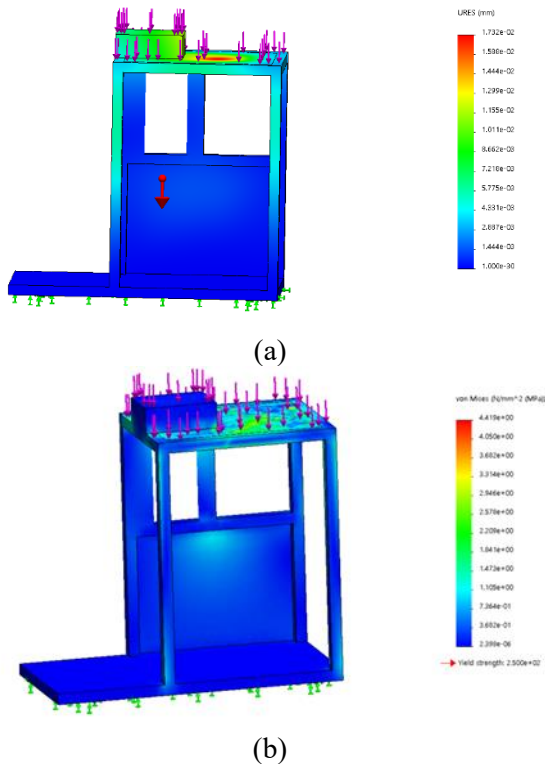 URES (mm)
1.732e-02
1.588e-02
1.444e-02
1.299e-02
1.155e-02
1.011e-02
8.662e-03
7.218e-03
5.775e-03
4.331e-03
2.887e-03
1.444e-03
1.000e-30
(a)
von Mises (N/mm^2 (MPa))
4.419e+00
4.050e+00
3.682e+00
3.314e+00
2.946e+00
2.578e+00
2.209e+00
1.841e+00
1.473e+00
1.105e+00
7.364e-01
3.682e-01
2.398e-06
Yield strength: 2.500e+02
(b)